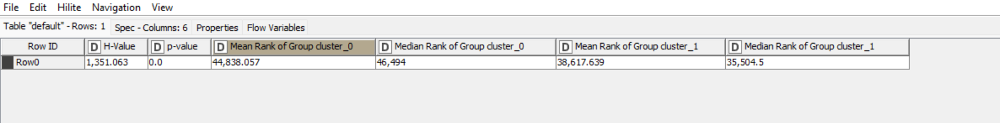 File Edit Hilite Navigation View
Table "default" - Rows: 1 Spec - Columns: 6 Properties Flow Variables
Row ID D H-Value D p-value D Mean Rank of Group cluster_0 D Median Rank of Group cluster_0 D Mean Rank of Group cluster_1 D Median Rank of Group cluster_1
Row0 1,351.063 0.0 44,838.057 46,494 38,617.639 35,504.5